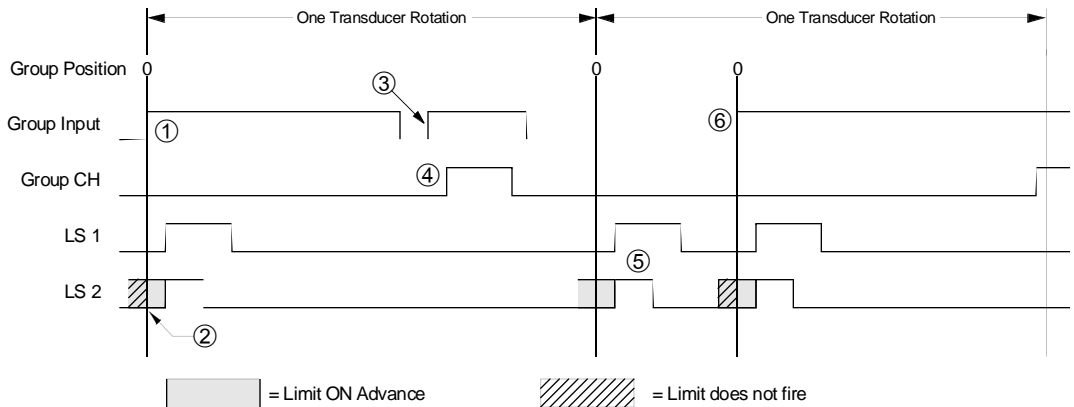 One Transducer Rotation One Transducer Rotation
Group Position 0 0 0
③
Group Input ① ⑥
Group CH ④
LS 1
⑤
LS 2
②
= Limit ON Advance = Limit does not fire